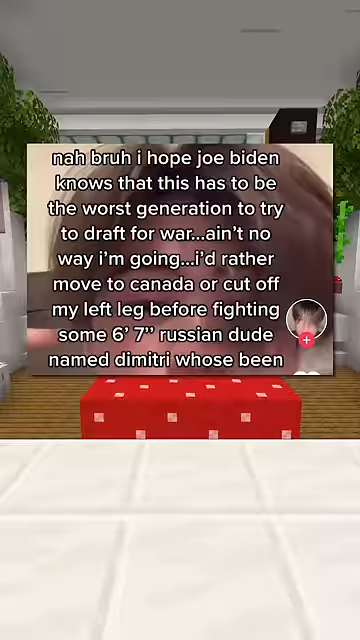 nah bruh i hope joe biden
knows that this has to be
the worst generation to try
to draft for war...ain't no
way i'm going...i'd rather
move to canada or cut off
my left leg before fighting
some 6' 7" russian dude
named dimitri whose been